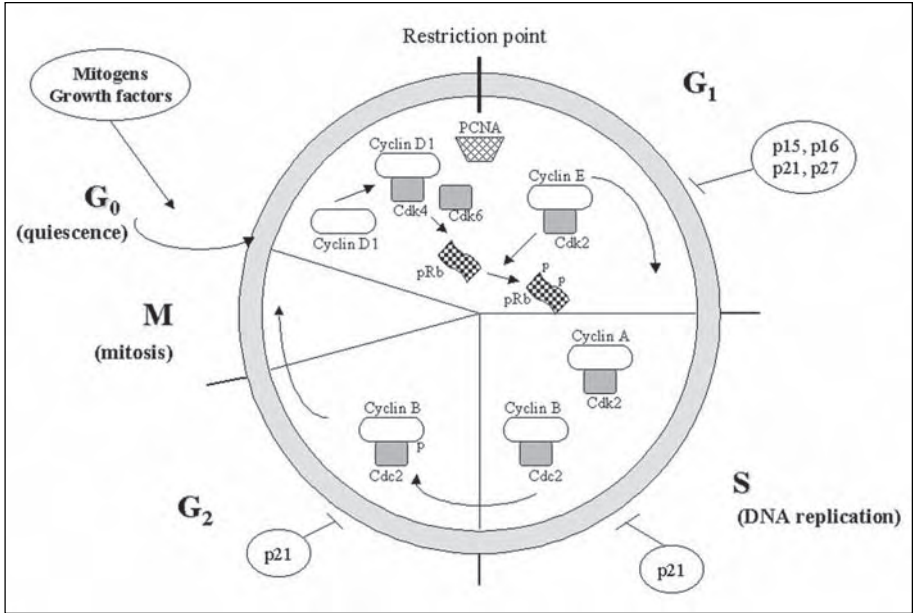 Restriction point
G1
Mitogens
Growth factors
PCNA
Cyclin D1
p15, p16
p21, p27
Cyclin E
Cdk4
Cdk6
G0
(quiescence)
Cyclin D1
Cdk2
pRb
p
p
pRb
M
(mitosis)
Cyclin A
Cdk2
Cyclin B
p
Cdc2
Cyclin B
Cdc2
G2
S
(DNA replication)
p21
p21